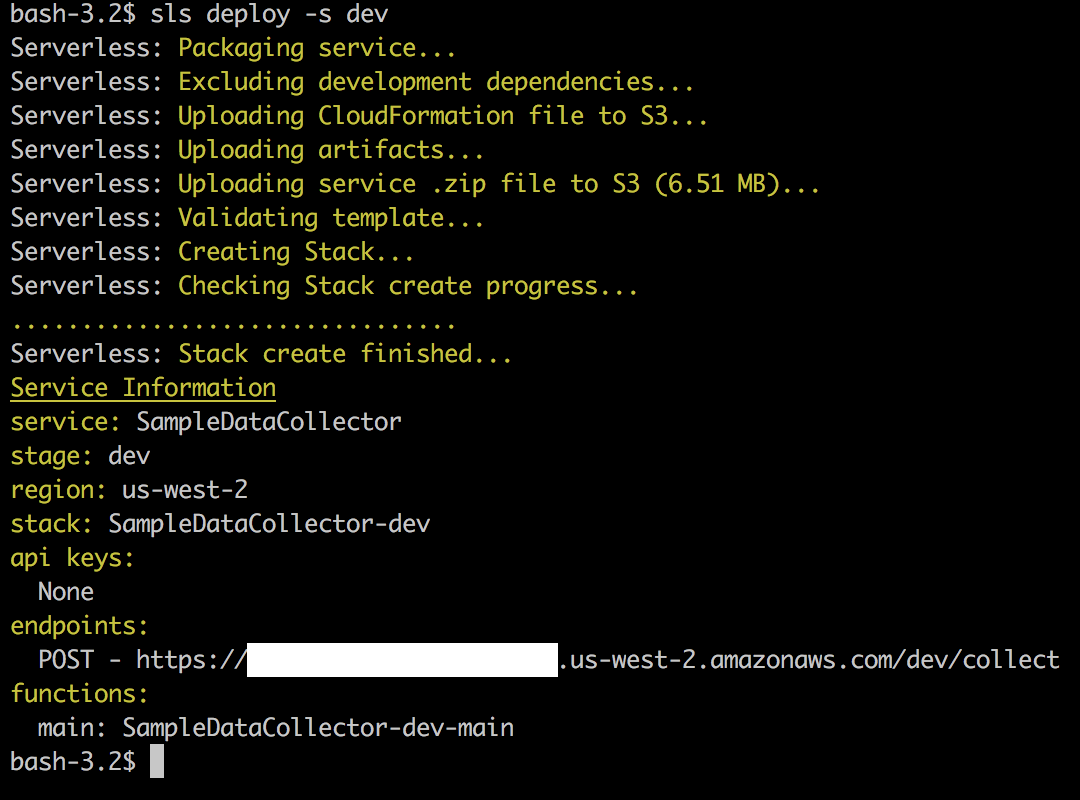 bash-3.2$ sls deploy -s dev
Serverless: Packaging service...
Serverless: Excluding development dependencies...
Serverless: Uploading CloudFormation file to S3...
Serverless: Uploading artifacts...
Serverless: Uploading service .zip file to S3 (6.51 MB)...
Serverless: Validating template...
Serverless: Creating Stack...
Serverless: Checking Stack create progress...
................................
Serverless: Stack create finished...
Service Information
service: SampleDataCollector
stage: dev
region: us-west-2
stack: SampleDataCollector-dev
api keys:
  None
endpoints:
  POST - https:// .us-west-2.amazonaws.com/dev/collect
functions:
  main: SampleDataCollector-dev-main
bash-3.2$